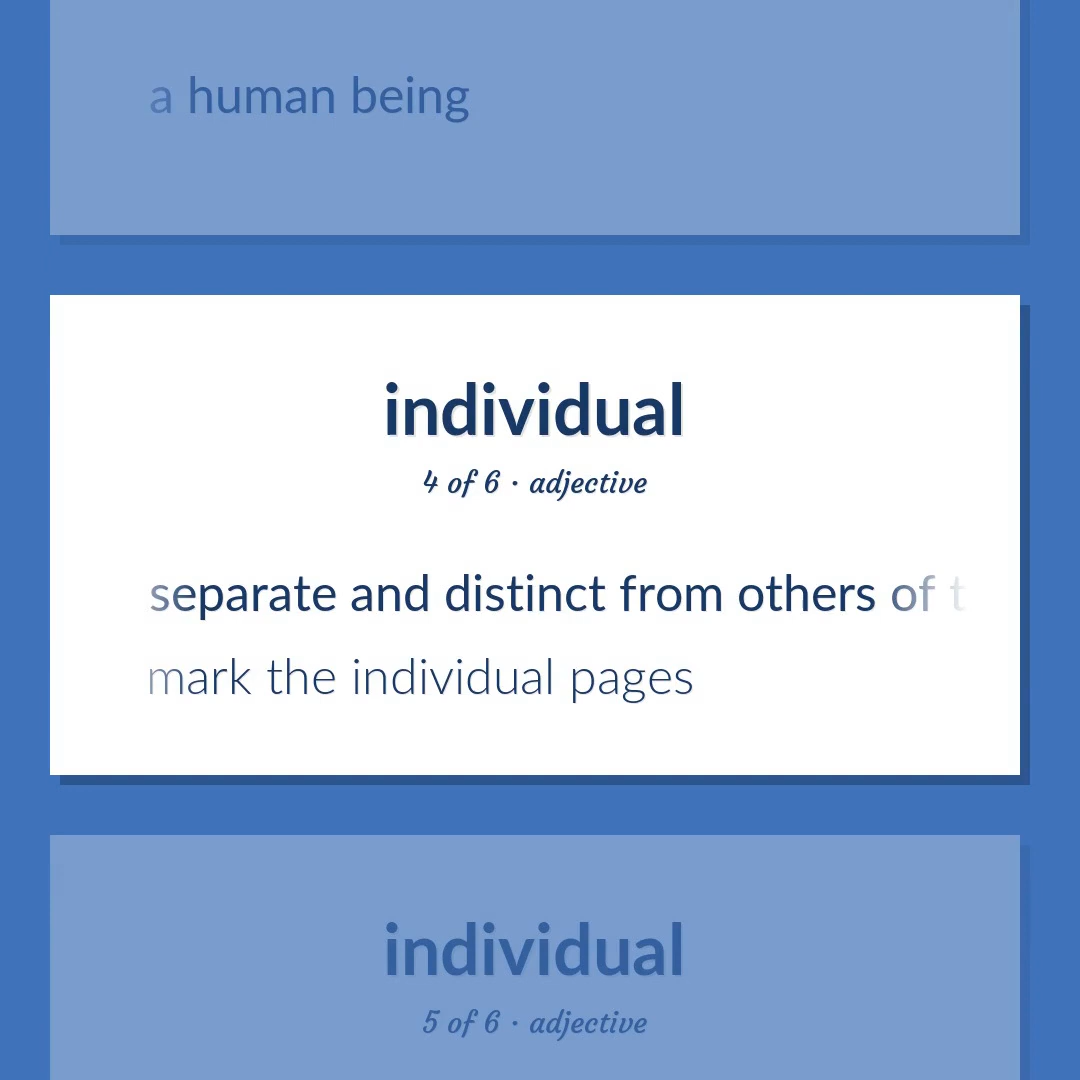 a human being
individual
4 of 6 · adjective
separate and distinct from others of t
mark the individual pages
individual
5 of 6 · adjective